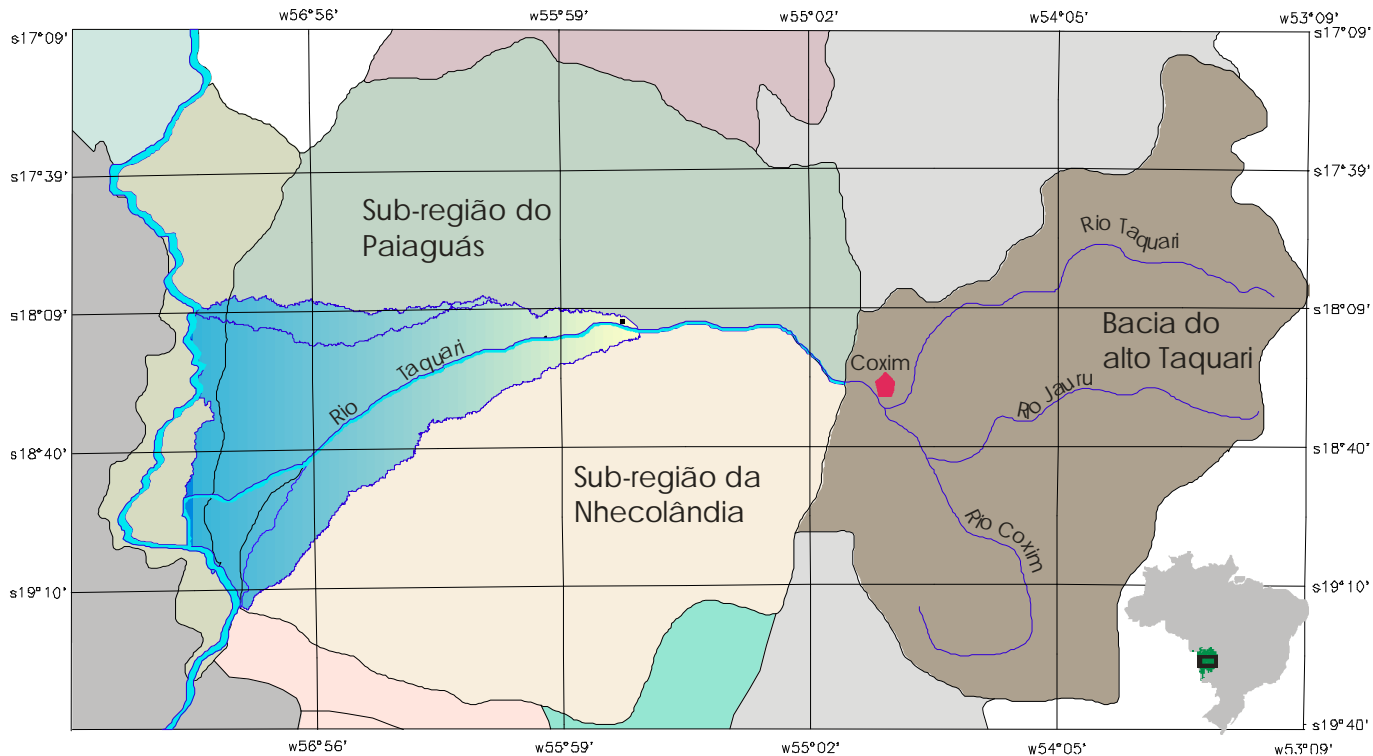 w56°56'
w55°59'
w55°02'
w54°05'
w53°09'
s17°09'
s17°09'
s17°39'
s17°39'
Sub-região do
Paiaguás
Rio Taquari
s18°09'
s18°09'
Bacia do
alto Taquari
Rio Taquari
Coxim
Rio Jauru
s18°40'
s18°40'
Sub-região da
Nhecolândia
Rio Coxim
s19°10'
s19°10'
s19°40'
w56°56'
w55°59'
w55°02'
w54°05'
w53°09'